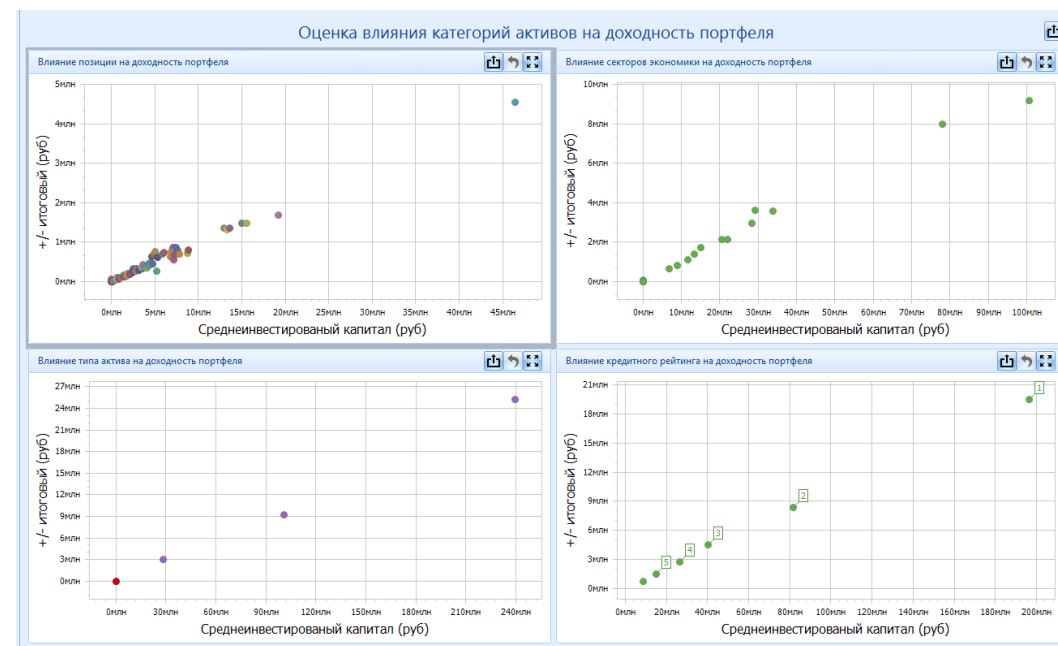 Оценка влияния категорий активов на доходность портфеля
Влияние позиции на доходность портфеля
5млн
4млн
3млн
2млн
1млн
0млн
+/- итоговый (руб)
0млн 5млн 10млн 15млн 20млн 25млн 30млн 35млн 40млн 45млн
Среднеинвестированый капитал (руб)
Влияние секторов экономики на доходность портфеля
10млн
8млн
6млн
4млн
2млн
0млн
+/- итоговый (руб)
0млн 10млн 20млн 30млн 40млн 50млн 60млн 70млн 80млн 90млн 100млн
Среднеинвестированый капитал (руб)
Влияние типа актива на доходность портфеля
27млн
24млн
21млн
18млн
15млн
12млн
9млн
6млн
3млн
0млн
+/- итоговый (руб)
0млн 30млн 60млн 90млн 120млн 150млн 180млн 210млн 240млн
Среднеинвестированый капитал (руб)
Влияние кредитного рейтинга на доходность портфеля
21млн
18млн
15млн
12млн
9млн
6млн
3млн
0млн
+/- итоговый (руб)
1
2
3
4
5
0млн 20млн 40млн 60млн 80млн 100млн 120млн 140млн 160млн 180млн 200млн
Среднеинвестированый капитал (руб)